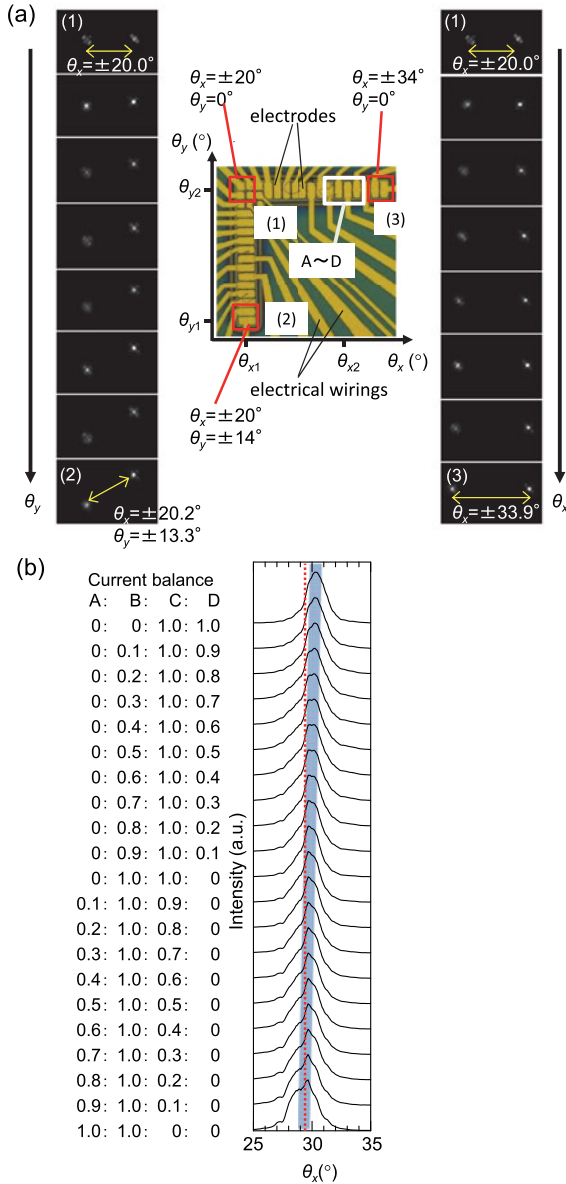 (a)
(1)
θx=±20.0°
(2)
θx=±20.2°
θy=±13.3°
θy
θx=±20°
θy=0°
θx=±34°
θy=0°
electrodes
θy (°)
θy2
(1)
(3)
A～D
θy1
(2)
θx1
θx2
θx (°)
electrical wirings
θx=±20°
θy=±14°
(1)
θx=±20.0°
(3)
θx=±33.9°
θx
(b)
Current balance
A: B: C: D
0: 0: 1.0: 1.0
0: 0.1: 1.0: 0.9
0: 0.2: 1.0: 0.8
0: 0.3: 1.0: 0.7
0: 0.4: 1.0: 0.6
0: 0.5: 1.0: 0.5
0: 0.6: 1.0: 0.4
0: 0.7: 1.0: 0.3
0: 0.8: 1.0: 0.2
0: 0.9: 1.0: 0.1
0: 1.0: 1.0: 0
0.1: 1.0: 0.9: 0
0.2: 1.0: 0.8: 0
0.3: 1.0: 0.7: 0
0.4: 1.0: 0.6: 0
0.5: 1.0: 0.5: 0
0.6: 1.0: 0.4: 0
0.7: 1.0: 0.3: 0
0.8: 1.0: 0.2: 0
0.9: 1.0: 0.1: 0
1.0: 1.0: 0: 0
Intensity (a.u.)
25 30 35
θx(°)